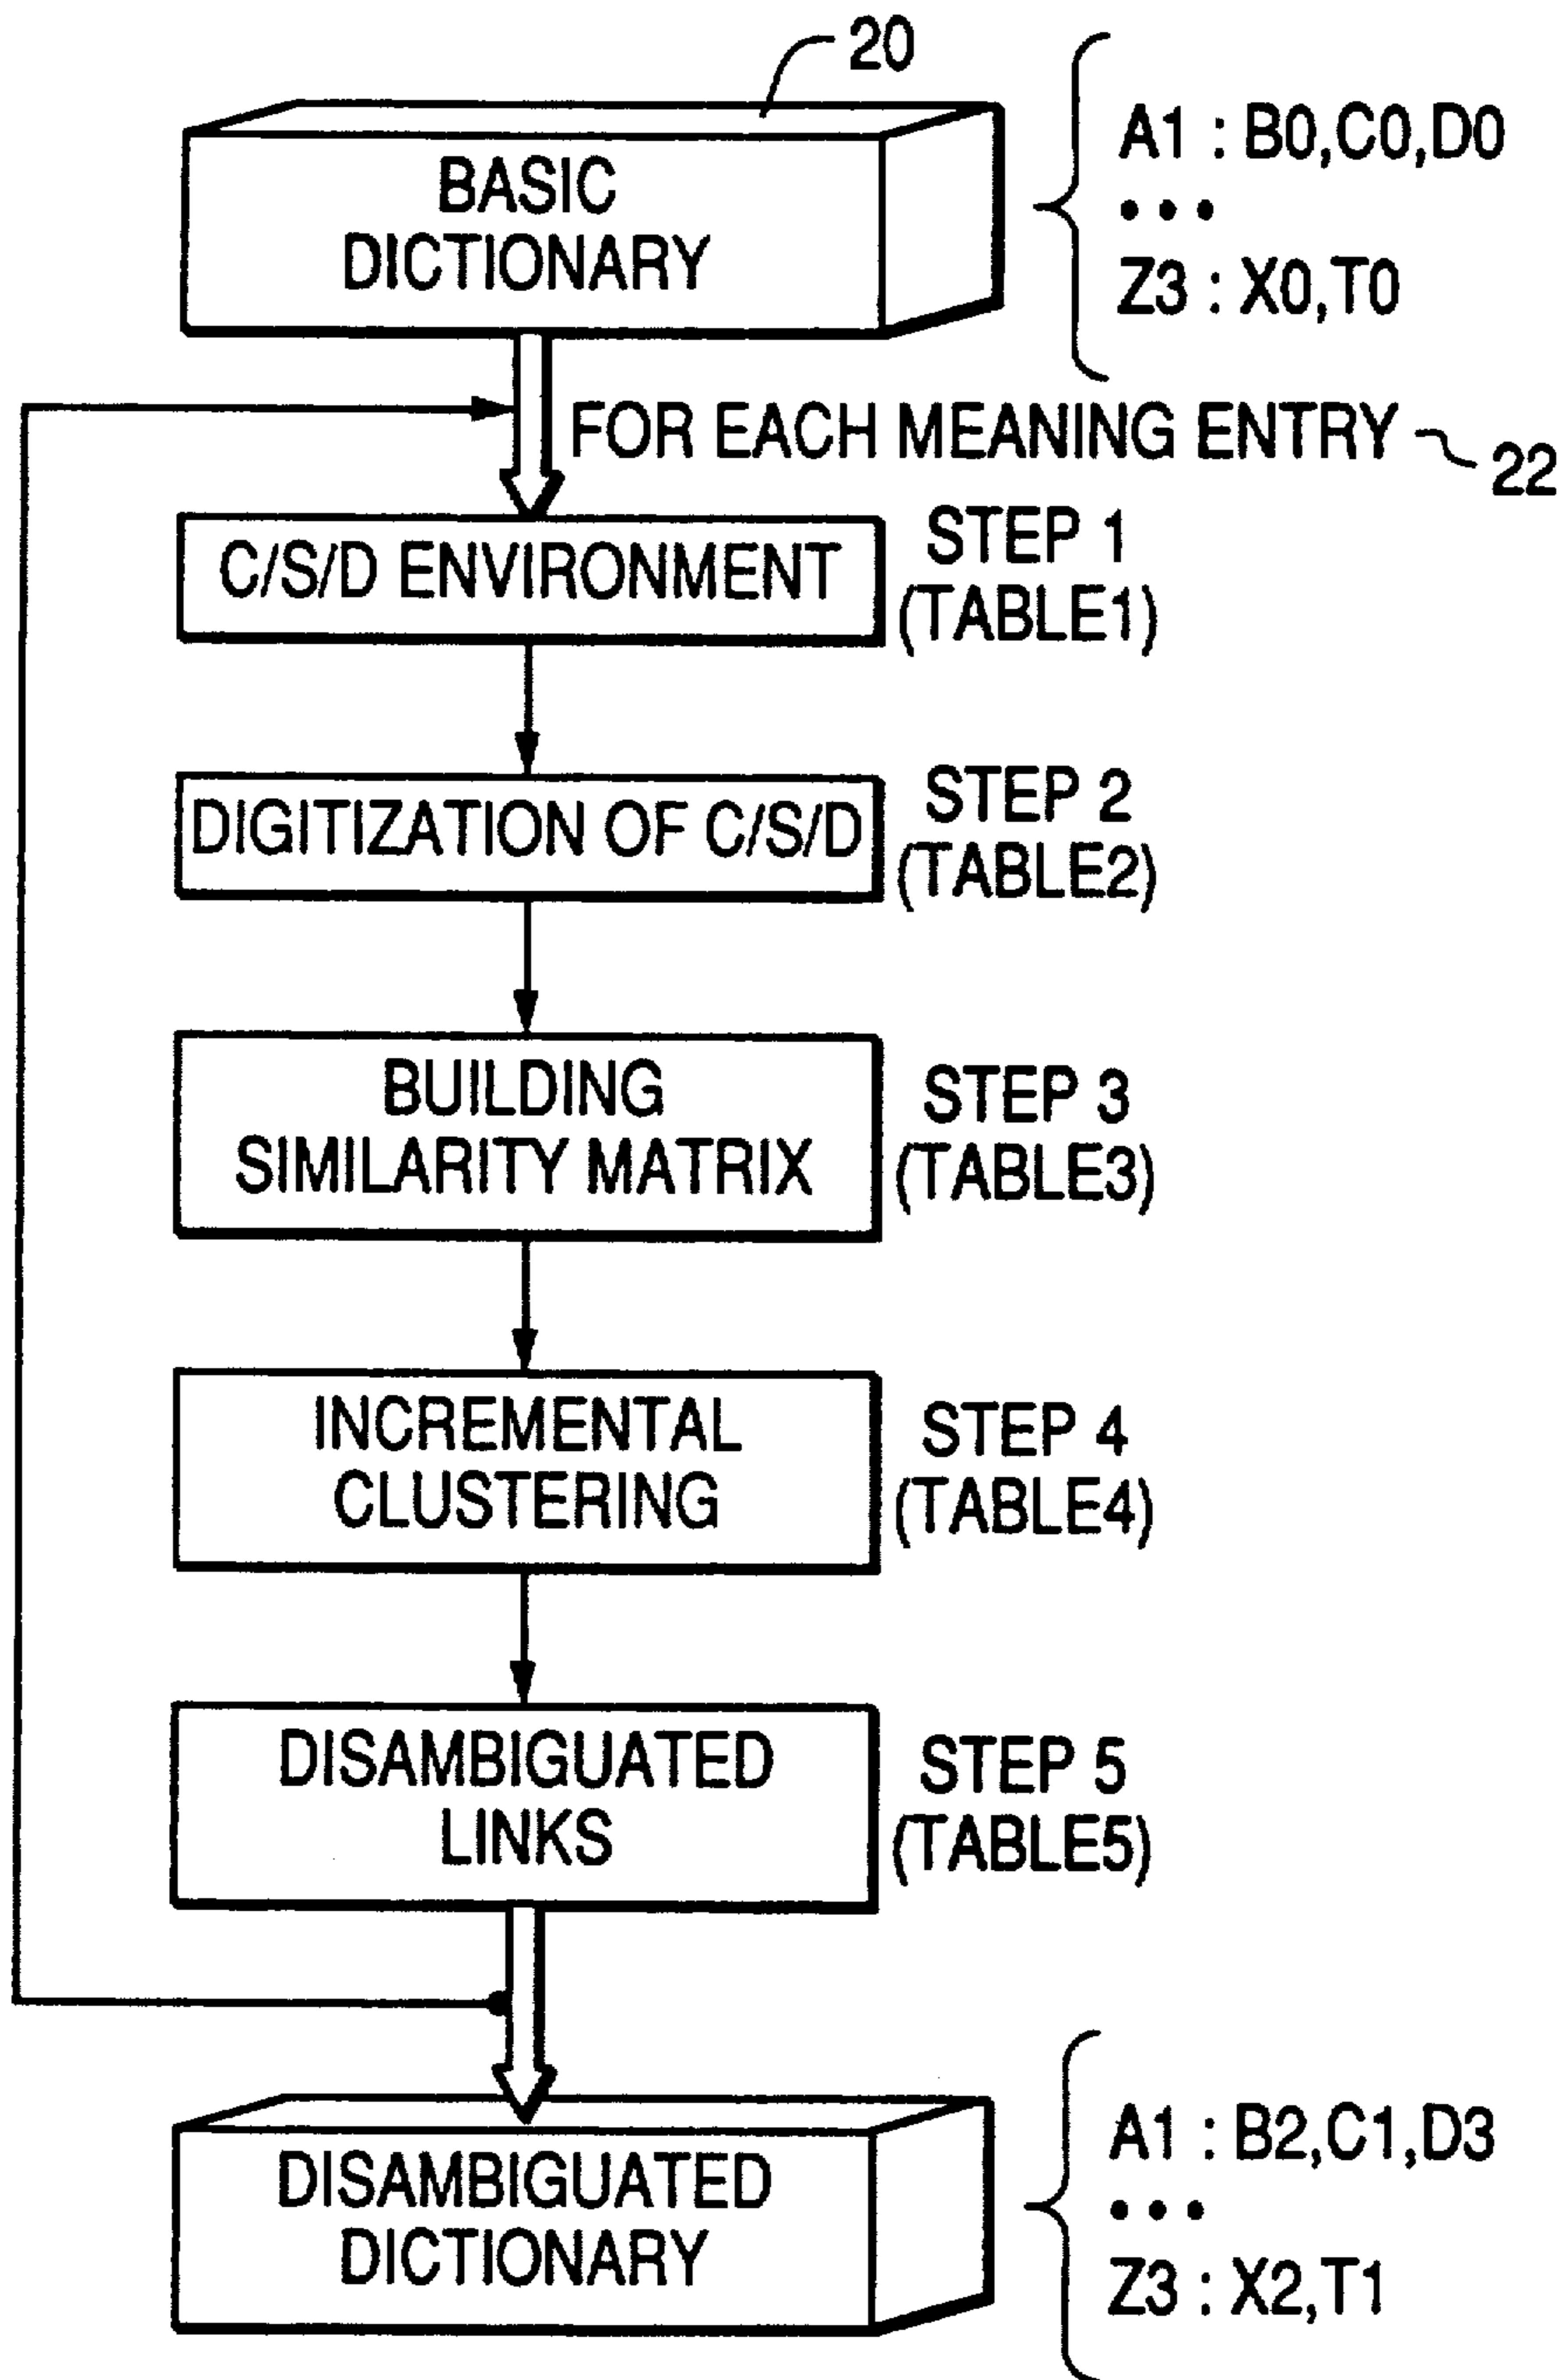 20
BASIC
DICTIONARY
A1 : B0,C0,D0
• • •
Z3 : X0,T0
FOR EACH MEANING ENTRY
22
C/S/D ENVIRONMENT
STEP 1
(TABLE1)
DIGITIZATION OF C/S/D
STEP 2
(TABLE2)
BUILDING
SIMILARITY MATRIX
STEP 3
(TABLE3)
INCREMENTAL
CLUSTERING
STEP 4
(TABLE4)
DISAMBIGUATED
LINKS
STEP 5
(TABLE5)
DISAMBIGUATED
DICTIONARY
A1 : B2,C1,D3
• • •
Z3 : X2,T1